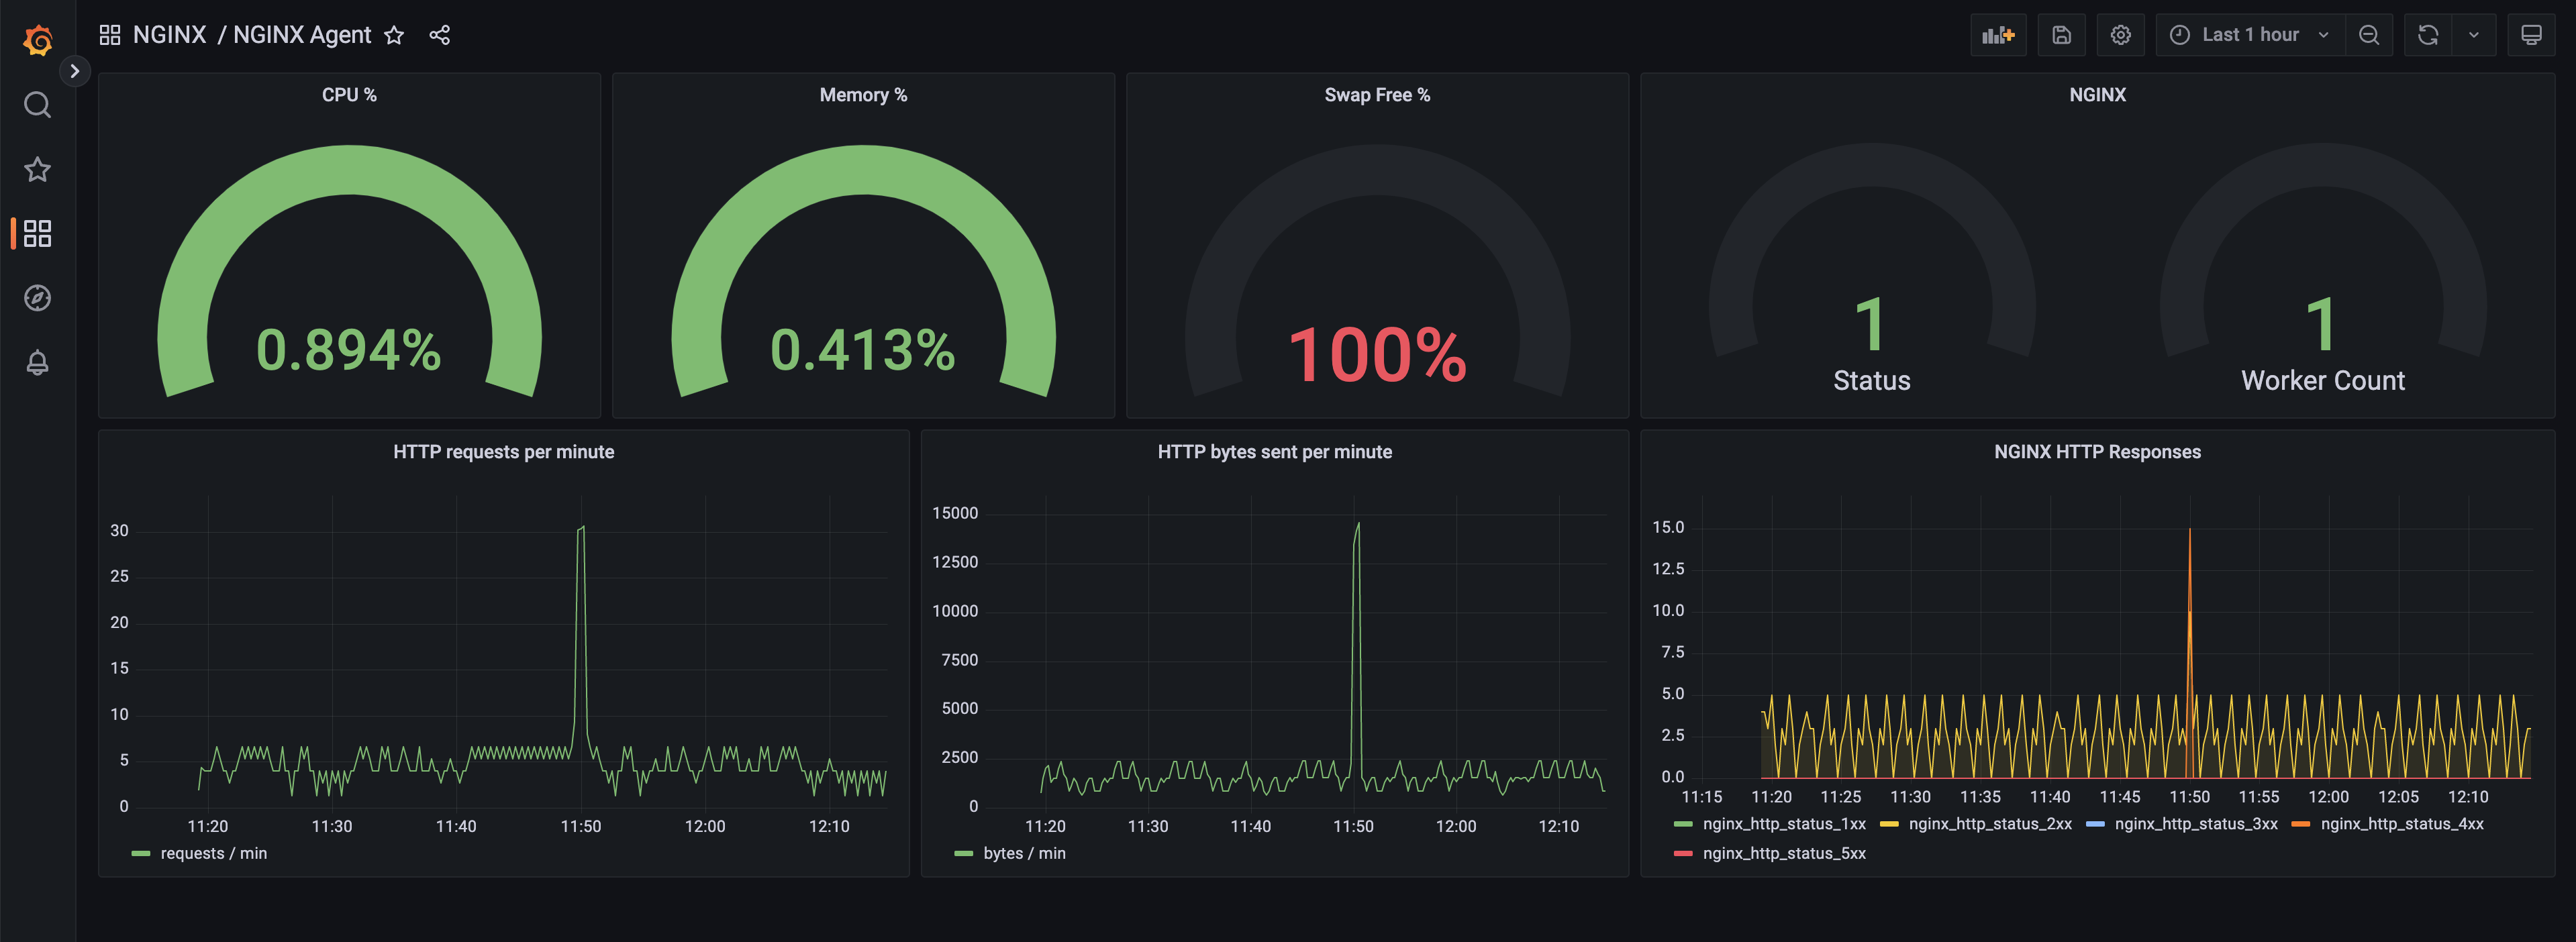 NGINX / NGINX Agent
Last 1 hour
CPU %
0.894%
Memory %
0.413%
Swap Free %
100%
NGINX
1
Status
1
Worker Count
HTTP requests per minute
30
25
20
15
10
5
0
11:20 11:30 11:40 11:50 12:00 12:10
requests / min
HTTP bytes sent per minute
15000
12500
10000
7500
5000
2500
0
11:20 11:30 11:40 11:50 12:00 12:10
bytes / min
NGINX HTTP Responses
15.0
12.5
10.0
7.5
5.0
2.5
0.0
11:15 11:20 11:25 11:30 11:35 11:40 11:45 11:50 11:55 12:00 12:05 12:10
nginx_http_status_1xx nginx_http_status_2xx nginx_http_status_3xx nginx_http_status_4xx
nginx_http_status_5xx